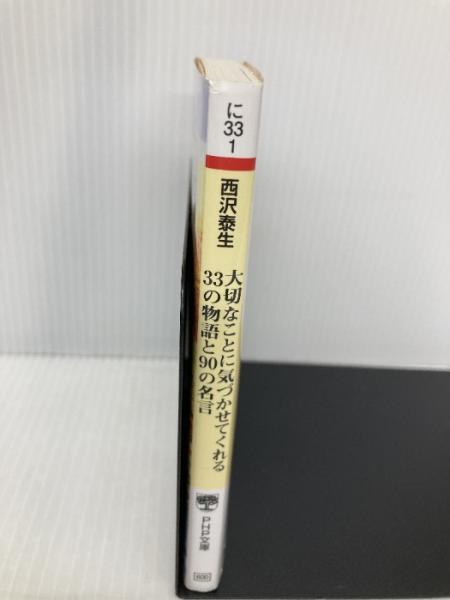 に
33
1
西沢泰生
大切なことに気づかせてくれる
33の物語と90の名言
PHP文庫
600